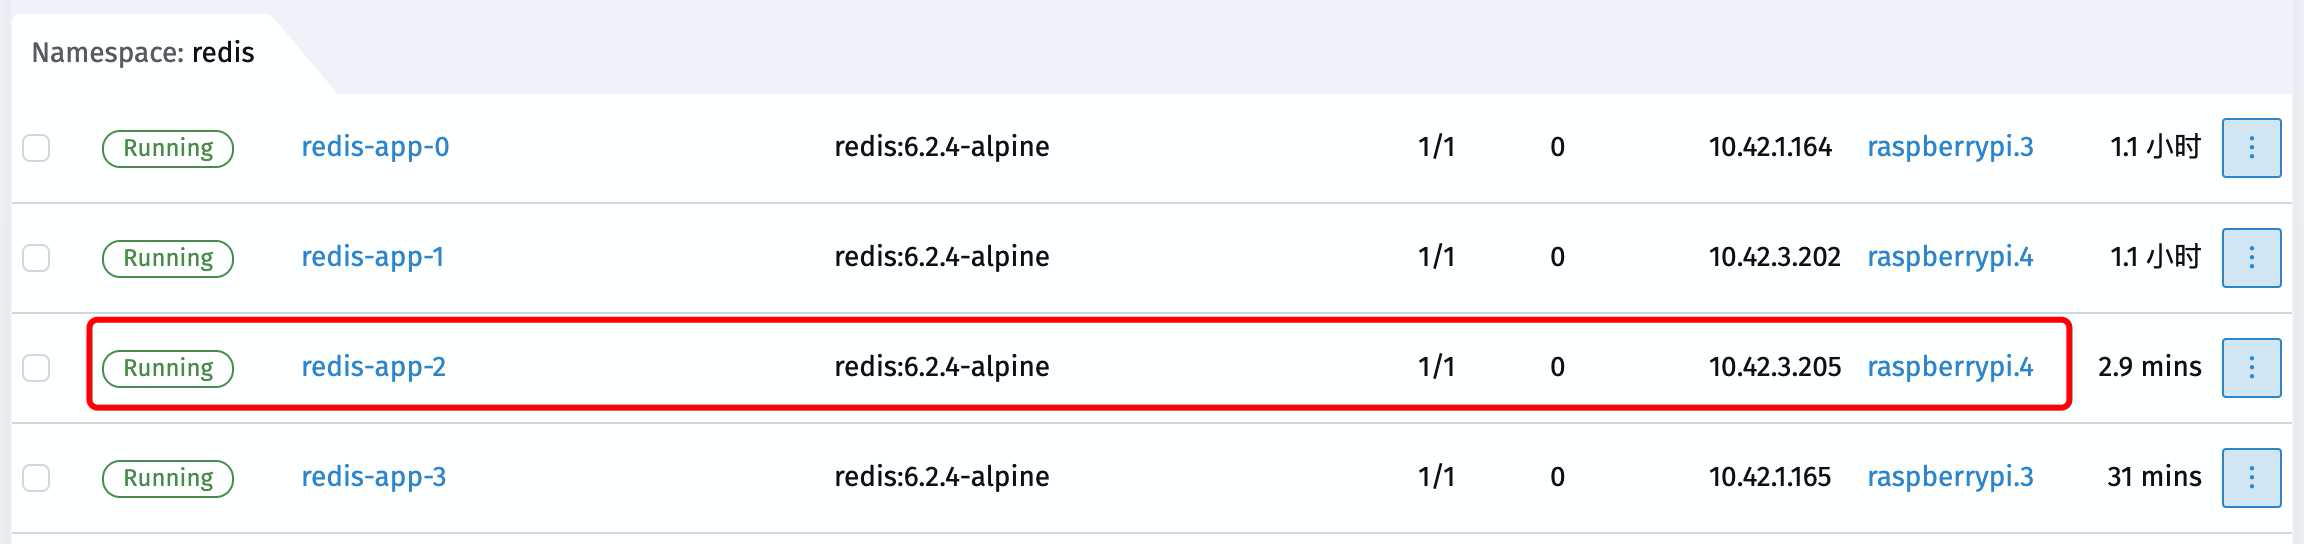 Namespace: redis
Running redis-app-0 redis:6.2.4-alpine 1/1 0 10.42.1.164 raspberrypi.3 1.1 小时
Running redis-app-1 redis:6.2.4-alpine 1/1 0 10.42.3.202 raspberrypi.4 1.1 小时
Running redis-app-2 redis:6.2.4-alpine 1/1 0 10.42.3.205 raspberrypi.4 2.9 mins
Running redis-app-3 redis:6.2.4-alpine 1/1 0 10.42.1.165 raspberrypi.3 31 mins